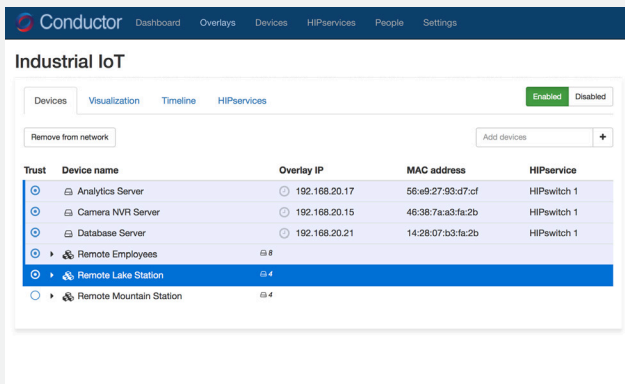 Conductor Dashboard Overlays Devices HIPservices People Settings
Industrial IoT
Devices Visualization Timeline HIPservices Enabled Disabled
Remove from network Add devices +
Trust Device name Overlay IP MAC address HIPservice
Analytics Server 192.168.20.17 56:e9:27:93:d7:cf HIPswitch 1
Camera NVR Server 192.168.20.15 46:38:7a:a3:fa:2b HIPswitch 1
Database Server 192.168.20.21 14:28:07:b3:fa:2b HIPswitch 1
Remote Employees 8
Remote Lake Station 4
Remote Mountain Station 4